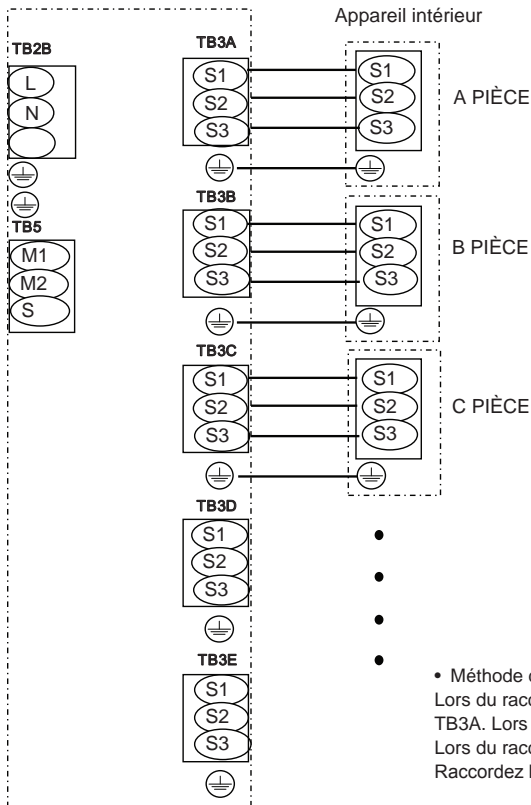 Appareil intérieur
TB2B
L
N
TB5
M1
M2
S
TB3A
S1
S2
S3
S1
S2
S3
A PIÈCE
TB3B
S1
S2
S3
S1
S2
S3
B PIÈCE
TB3C
S1
S2
S3
S1
S2
S3
C PIÈCE
TB3D
S1
S2
S3
TB3E
S1
S2
S3
• Méthode
Lors du
TB3A. Lors
Lors du
Raccordez